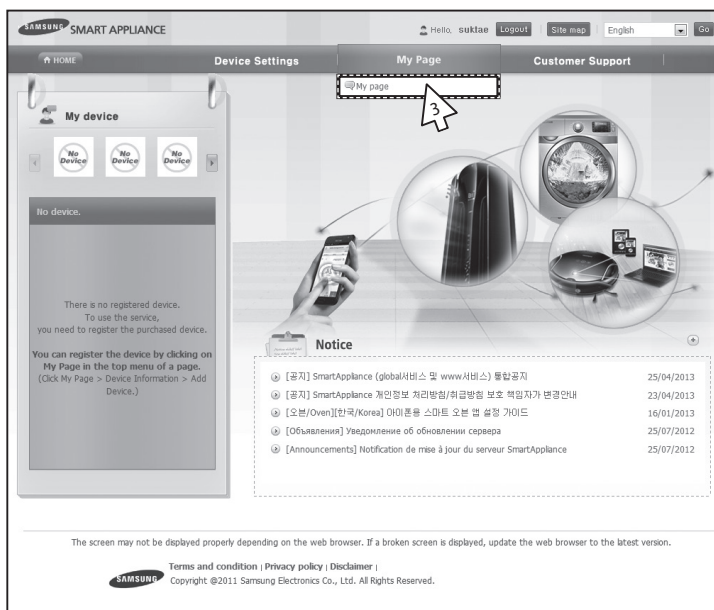 SAMSUNG SMART APPLIANCE
Hello, suktae Logout Site map English Go
HOME Device Settings My Page Customer Support
My page
3
My device
No Device No Device No Device
No device.
There is no registered device.
To use the service,
you need to register the purchased device.
You can register the device by clicking on
My Page in the top menu of a page.
(Click My Page > Device Information > Add
Device.)
Notice
[공지] SmartAppliance (global서비스 및 www서비스) 통합공지 25/04/2013
[공지] SmartAppliance 개인정보 처리방침/취급방침 보호 책임자가 변경안내 23/04/2013
[오븐/Oven][한국/Korea] 아이폰용 스마트 오븐 앱 설정 가이드 16/01/2013
[Объявления] Уведомление об обновлении сервера 25/07/2012
[Announcements] Notification de mise à jour du serveur SmartAppliance 25/07/2012
The screen may not be displayed properly depending on the web browser. If a broken screen is displayed, update the web browser to the latest version.
Terms and condition | Privacy policy | Disclaimer |
SAMSUNG Copyright @2011 Samsung Electronics Co., Ltd. All Rights Reserved.